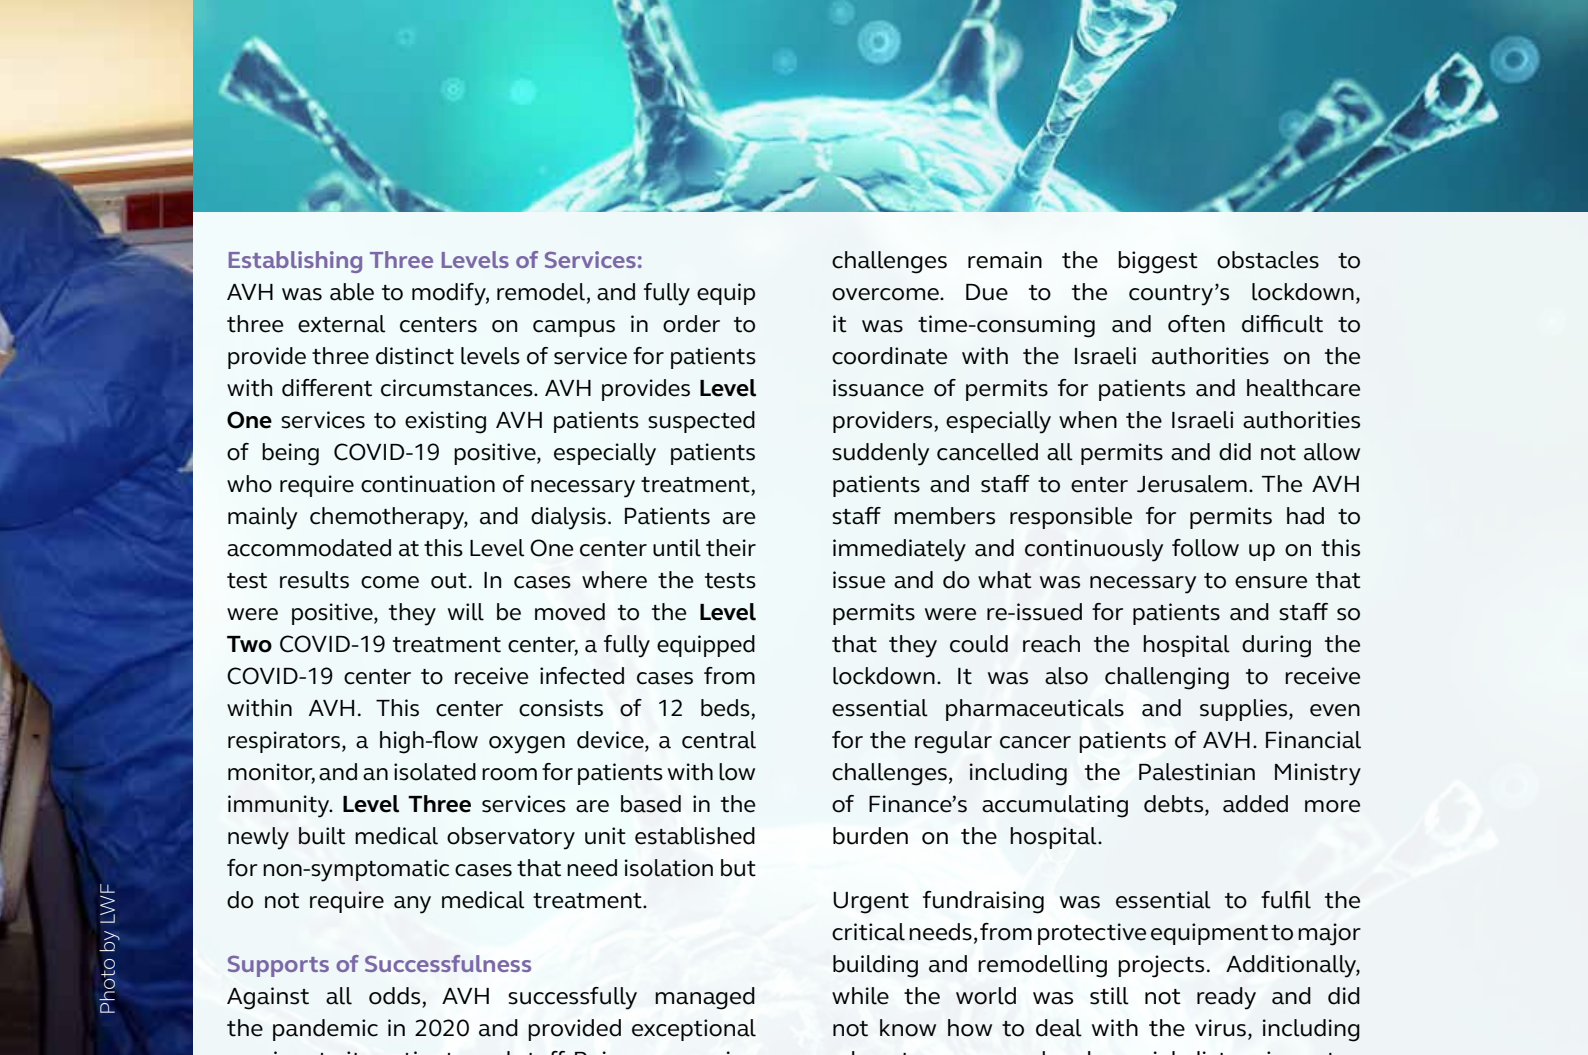 Establishing Three Levels of Services:
AVH was able to modify, remodel, and fully equip
three external centers on campus in order to
provide three distinct levels of service for patients
with different circumstances. AVH provides Level
One services to existing AVH patients suspected
of being COVID-19 positive, especially patients
who require continuation of necessary treatment,
mainly chemotherapy, and dialysis. Patients are
accommodated at this Level One center until their
test results come out. In cases where the tests
were positive, they will be moved to the Level
Two COVID-19 treatment center, a fully equipped
COVID-19 center to receive infected cases from
within AVH. This center consists of 12 beds,
respirators, a high-flow oxygen device, a central
monitor, and an isolated room for patients with low
immunity. Level Three services are based in the
newly built medical observatory unit established
for non-symptomatic cases that need isolation but
do not require any medical treatment.
Supports of Successfulness
Against all odds, AVH successfully managed
the pandemic in 2020 and provided exceptional
challenges remain the biggest obstacles to
overcome. Due to the country's lockdown,
it was time-consuming and often difficult to
coordinate with the Israeli authorities on the
issuance of permits for patients and healthcare
providers, especially when the Israeli authorities
suddenly cancelled all permits and did not allow
patients and staff to enter Jerusalem. The AVH
staff members responsible for permits had to
immediately and continuously follow up on this
issue and do what was necessary to ensure that
permits were re-issued for patients and staff so
that they could reach the hospital during the
lockdown. It was also challenging to receive
essential pharmaceuticals and supplies, even
for the regular cancer patients of AVH. Financial
challenges, including the Palestinian Ministry
of Finance's accumulating debts, added more
burden on the hospital.
Urgent fundraising was essential to fulfil the
critical needs, from protective equipment to major
building and remodelling projects. Additionally,
while the world was still not ready and did
not know how to deal with the virus, including
Photo by LWF